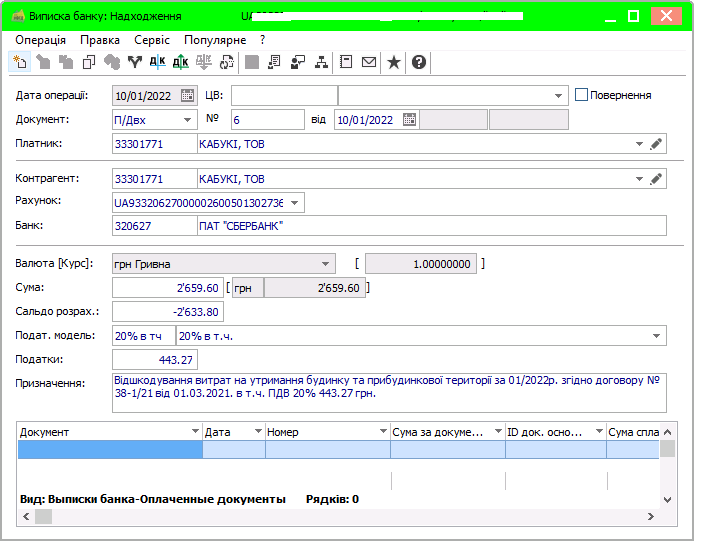 Виписка банку: Надходження
Операція Правка Сервіс Популярне ?
Дата операції: 10/01/2022 ЦВ: Повернення
Документ: П/Двх № 6 від 10/01/2022
Платник: 33301771 КАБУКІ, ТОВ
Контрагент: 33301771 КАБУКІ, ТОВ
Рахунок: UA93320627000002600501302736
Банк: 320627 ПАТ "СБЕРБАНК"
Валюта [Курс]: грн Гривна [ 1.00000000 ]
Сума: 2'659.60 [ грн 2'659.60 ]
Сальдо розрах.: -2'633.80
Подат. модель: 20% в тч 20% в т.ч.
Податки: 443.27
Призначення: Відшкодування витрат на утримання будинку та прибудинкової території за 01/2022р. згідно договору №
38-1/21 від 01.03.2021. в т.ч. ПДВ 20% 443.27 грн.
Документ Дата Номер Сума за докуме... ID док. осно... Сума спла
Вид: Выписки банка-Оплаченные документы Рядків: 0